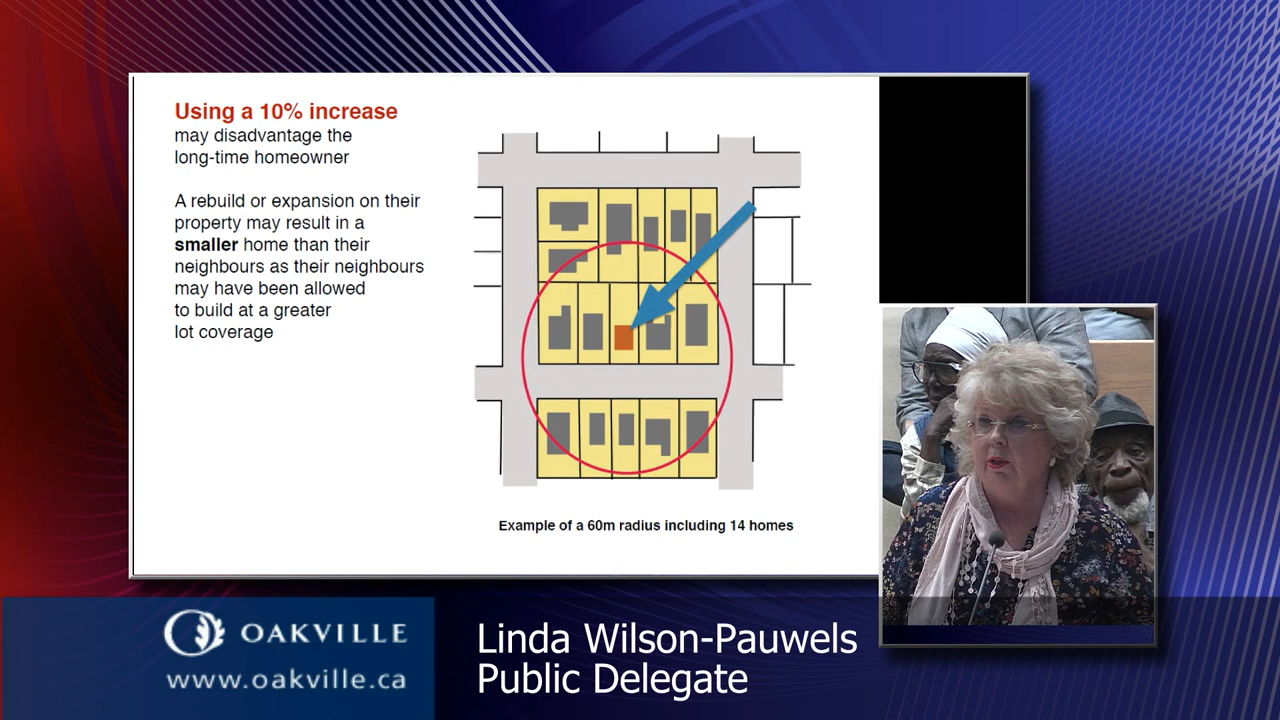 Using a 10% increase
may disadvantage the
long-time homeowner
A rebuild or expansion on their
property may result in a
smaller home than their
neighbours as their neighbours
may have been allowed
to build at a greater
lot coverage
Example of a 60m radius including 14 homes
OAKVILLE
www.oakville.ca
Linda Wilson-Pauwels
Public Delegate